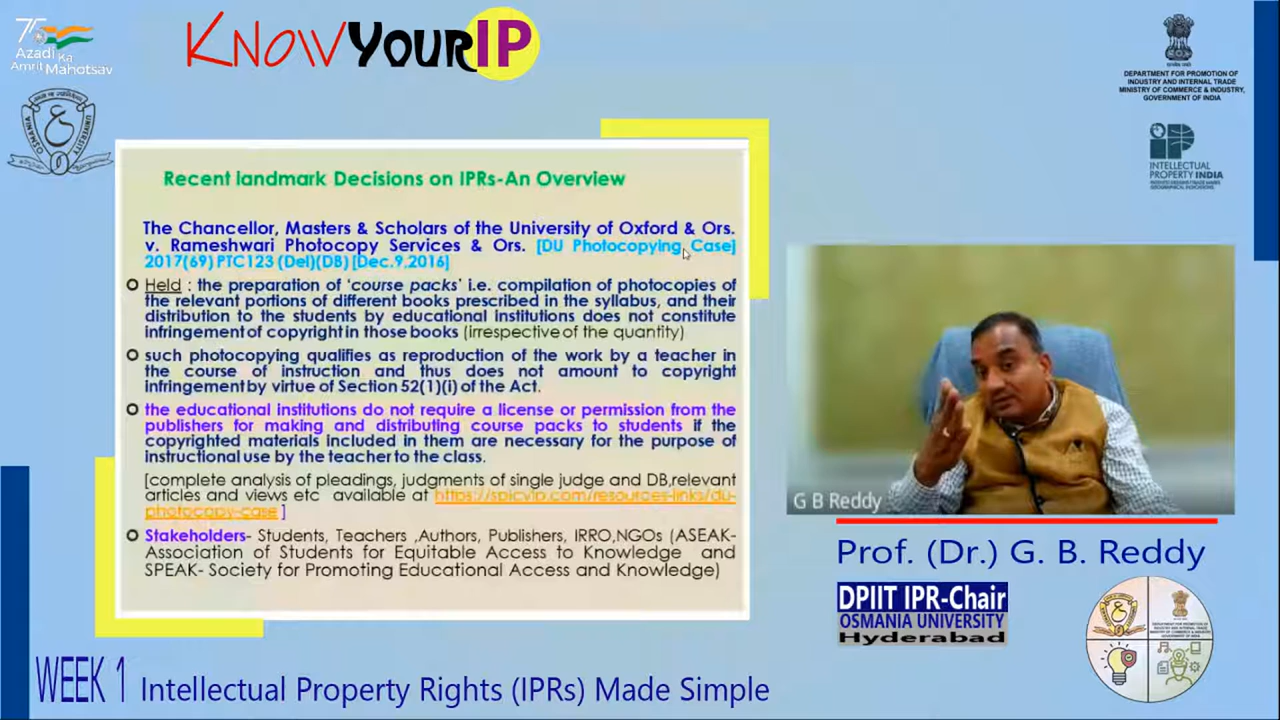 75
Azadi
Ka
Amrit Mahotsav
KNOW YOUR IP
DEPARTMENT FOR PROMOTION OF
INDUSTRY AND INTERNAL TRADE
MINISTRY OF COMMERCE & INDUSTRY,
GOVERNMENT OF INDIA
OSMANIA UNIVERSITY
INTELLECTUAL
PROPERTY INDIA
Recent landmark Decisions on IPRs-An Overview
The Chancellor, Masters & Scholars of the University of Oxford & Ors.
v. Rameshwari Photocopy Services & Ors. [DU Photocopying Case]
2017(69) PTC123 (Del)(DB) [Dec.9,2016]
Held : the preparation of ‘course packs’ i.e. compilation of photocopies of
the relevant portions of different books prescribed in the syllabus, and their
distribution to the students by educational institutions does not constitute
infringement of copyright in those books (irrespective of the quantity)
such photocopying qualifies as reproduction of the work by a teacher in
the course of instruction and thus does not amount to copyright
infringement by virtue of Section 52(1)(i) of the Act.
the educational institutions do not require a license or permission from the
publishers for making and distributing course packs to students if the
copyrighted materials included in them are necessary for the purpose of
instructional use by the teacher to the class.
[complete analysis of pleadings, judgments of single judge and DB,relevant
articles and views etc available at https://spicyip.com/resources-links/du-
photocopy-case ]
Stakeholders- Students, Teachers ,Authors, Publishers, IRRO,NGOs (ASEAK-
Association of Students for Equitable Access to Knowledge and
SPEAK- Society for Promoting Educational Access and Knowledge)
G B Reddy
Prof. (Dr.) G. B. Reddy
DPIIT IPR-Chair
OSMANIA UNIVERSITY
Hyderabad
WEEK 1 Intellectual Property Rights (IPRs) Made Simple